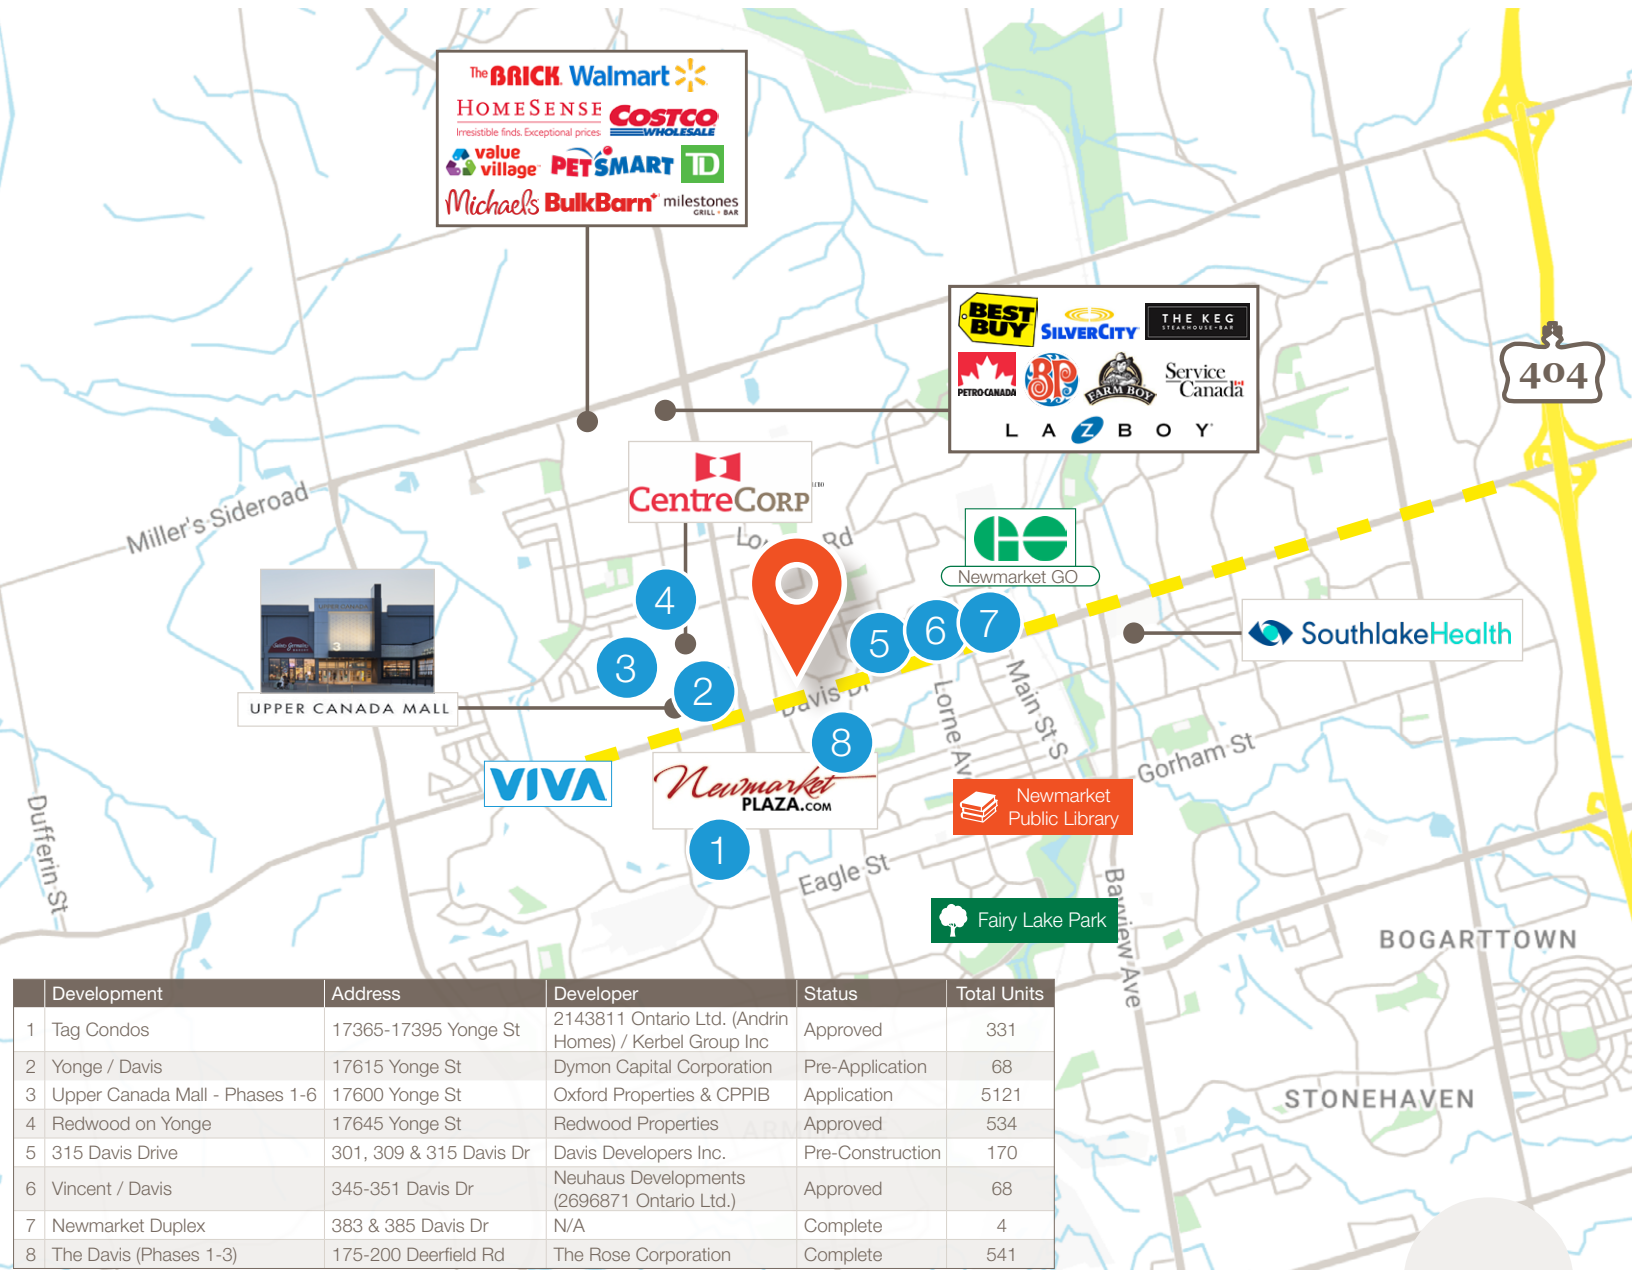 The BRICK Walmart
HOMESENSE COSTCO
Irresistible finds. Exceptional prices. WHOLESALE
value village PETSMART TD
Michaels BulkBarn milestones
GRILL + BAR
BEST BUY SILVERCITY THE KEG
STEAKHOUSE + BAR
PETRO-CANADA BP FARM BOY Service Canada
LAZBOY
404
CENTRECORP
Miller's Sideroad
Rd
GO
Newmarket GO
4
5
6
7
3
2
SouthlakeHealth
UPPER CANADA MALL
Davis Dr
Lorne Av
Main St S
8
VIVA
Newmarket
PLAZA.COM
Gorham St
Newmarket
Public Library
Dufferin St
1
Eagle St
Bayview Ave
Fairy Lake Park
BOGARTTOWN
STONEHAVEN
Development Address Developer Status Total Units
1 Tag Condos 17365-17395 Yonge St 2143811 Ontario Ltd. (Andrin Homes) / Kerbel Group Inc Approved 331
2 Yonge / Davis 17615 Yonge St Dymon Capital Corporation Pre-Application 68
3 Upper Canada Mall - Phases 1-6 17600 Yonge St Oxford Properties & CPPIB Application 5121
4 Redwood on Yonge 17645 Yonge St Redwood Properties Approved 534
5 315 Davis Drive 301, 309 & 315 Davis Dr Davis Developers Inc. Pre-Construction 170
6 Vincent / Davis 345-351 Davis Dr Neuhaus Developments (2696871 Ontario Ltd.) Approved 68
7 Newmarket Duplex 383 & 385 Davis Dr N/A Complete 4
8 The Davis (Phases 1-3) 175-200 Deerfield Rd The Rose Corporation Complete 541